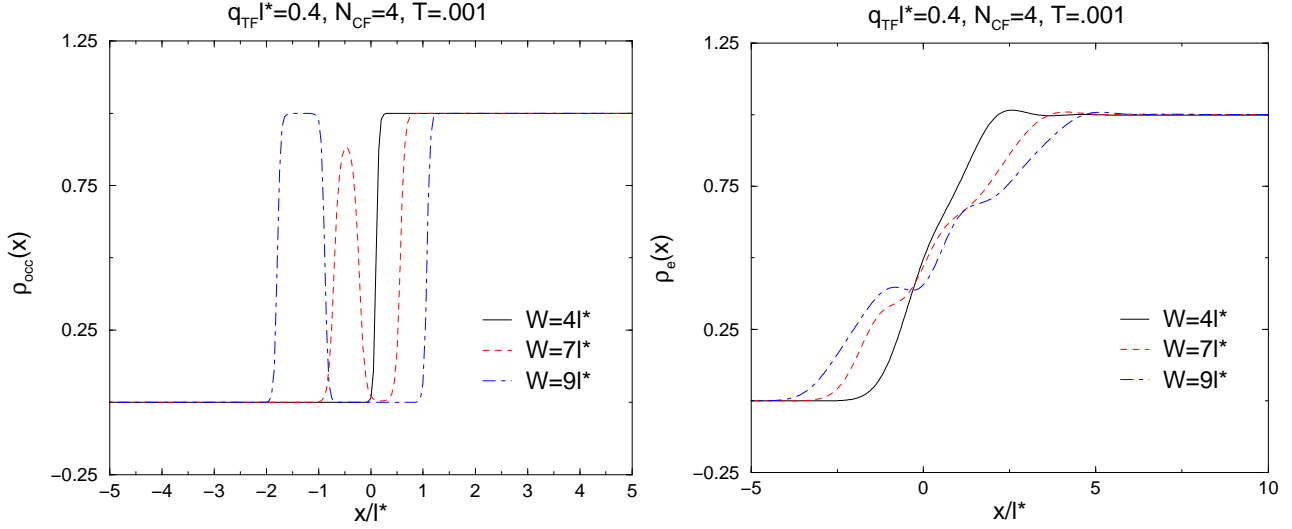 q_TF l*=0.4, N_CF=4, T=.001
1.25
0.75
0.25
−0.25
ρ_occ(x)
−5 −4 −3 −2 −1 0 1 2 3 4 5
x/l*
W=4l*
W=7l*
W=9l*
q_TF l*=0.4, N_CF=4, T=.001
1.25
0.75
0.25
−0.25
ρ_e(x)
−5 0 5 10
x/l*
W=4l*
W=7l*
W=9l*